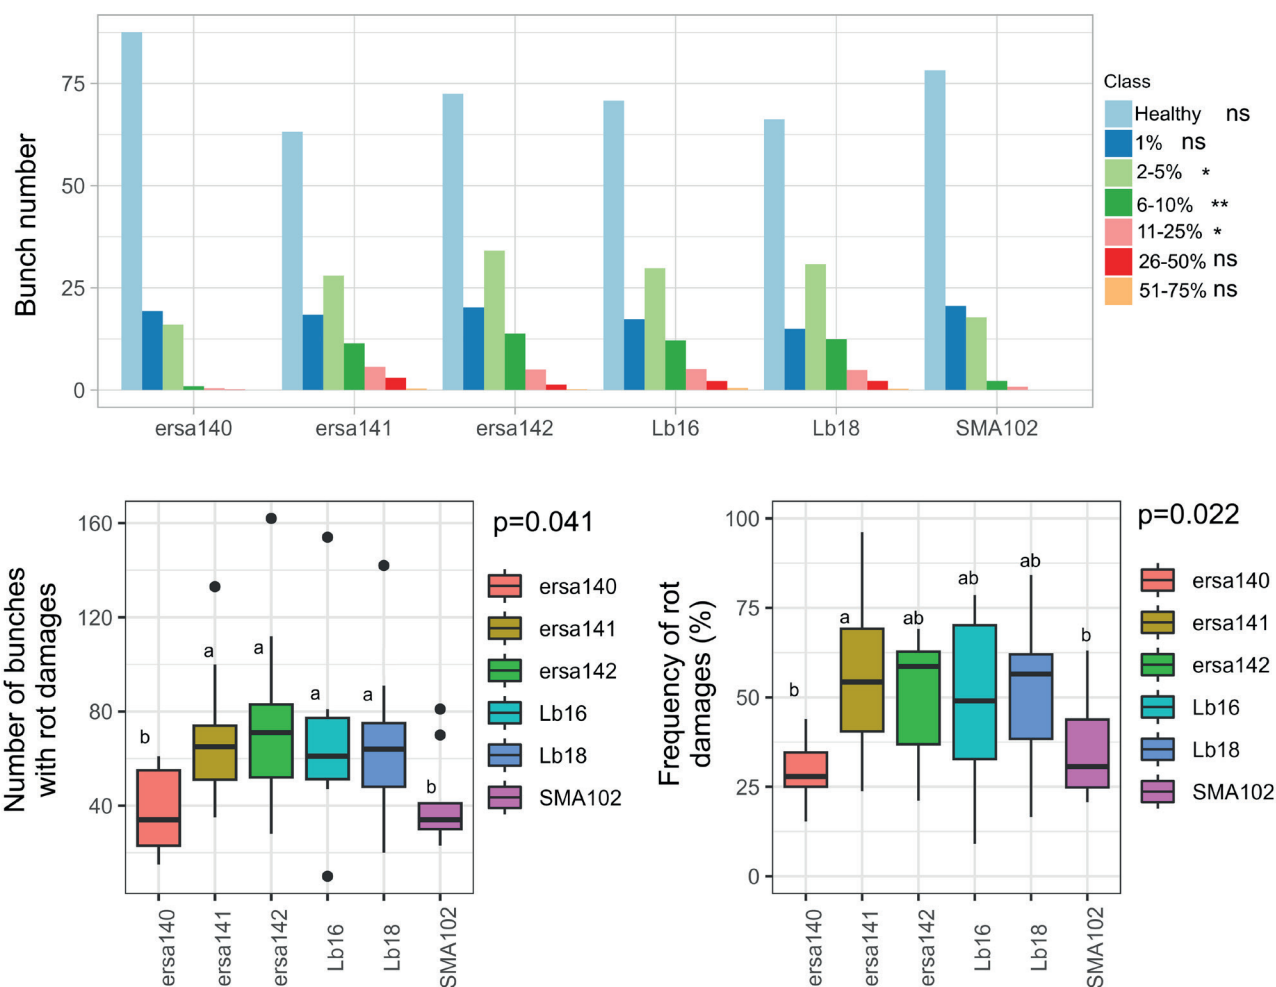 Bunch number
75
50
25
0
ersa140
ersa141
ersa142
Lb16
Lb18
SMA102
Class
Healthy ns
1% ns
2-5% *
6-10% **
11-25% *
26-50% ns
51-75% ns
Number of bunches
with rot damages
160
120
80
40
b
a
a
a
a
b
ersa140
ersa141
ersa142
Lb16
Lb18
SMA102
p=0.041
ersa140
ersa141
ersa142
Lb16
Lb18
SMA102
Frequency of rot
damages (%)
100
75
50
25
0
b
a
ab
ab
ab
b
ersa140
ersa141
ersa142
Lb16
Lb18
SMA102
p=0.022
ersa140
ersa141
ersa142
Lb16
Lb18
SMA102